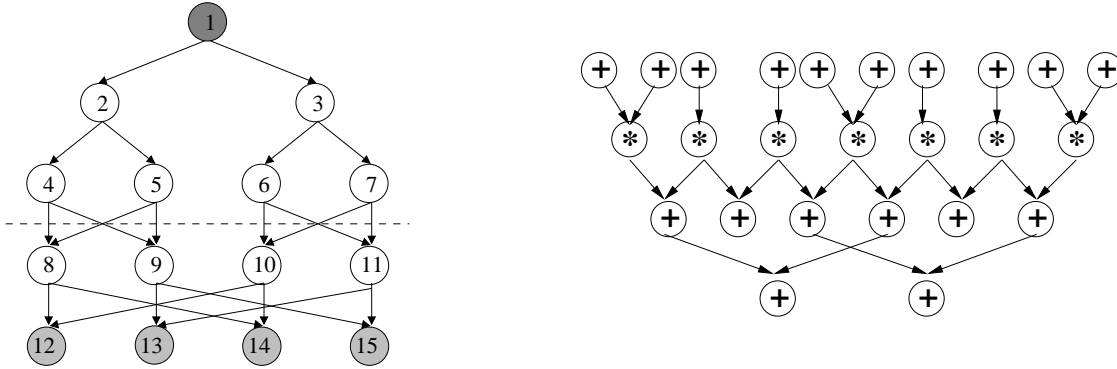 1
2 3
4 5 6 7
8 9 10 11
12 13 14 15
+ + + + + + + + + +
* * * * * * *
+ + + + + +
+ +